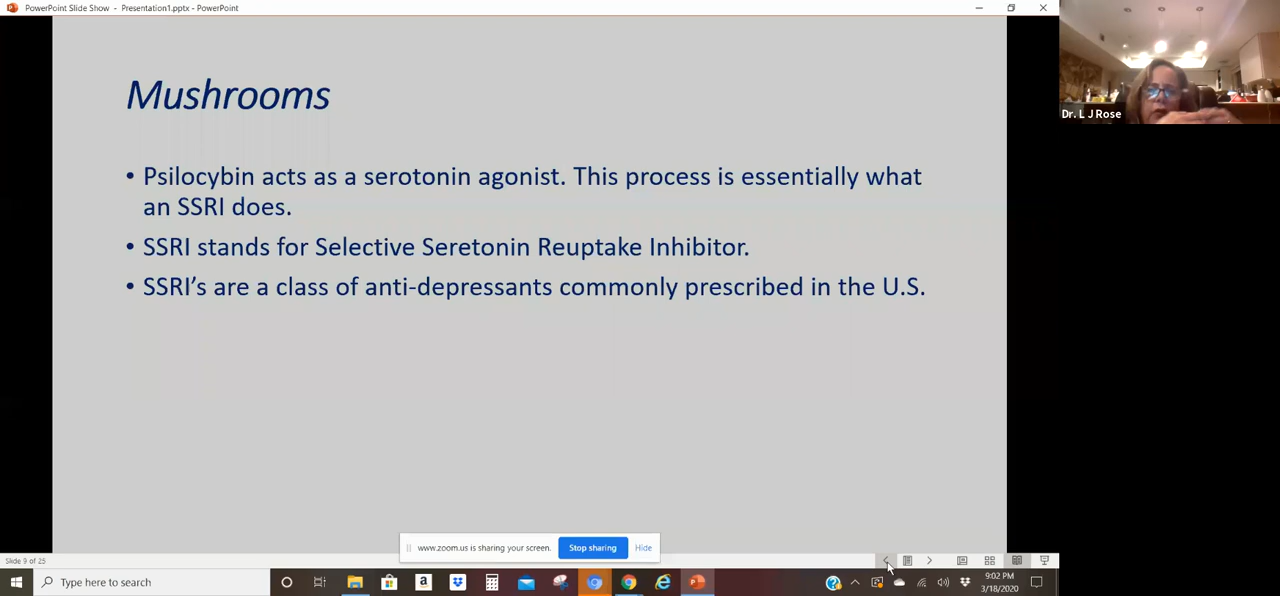 PowerPoint Slide Show - Presentation1.pptx - PowerPoint
Dr. L J Rose
Mushrooms
• Psilocybin acts as a serotonin agonist. This process is essentially what
an SSRI does.
• SSRI stands for Selective Seretonin Reuptake Inhibitor.
• SSRI’s are a class of anti-depressants commonly prescribed in the U.S.
www.zoom.us is sharing your screen. Stop sharing Hide
Slide 9 of 25
Type here to search
9:02 PM
3/18/2020